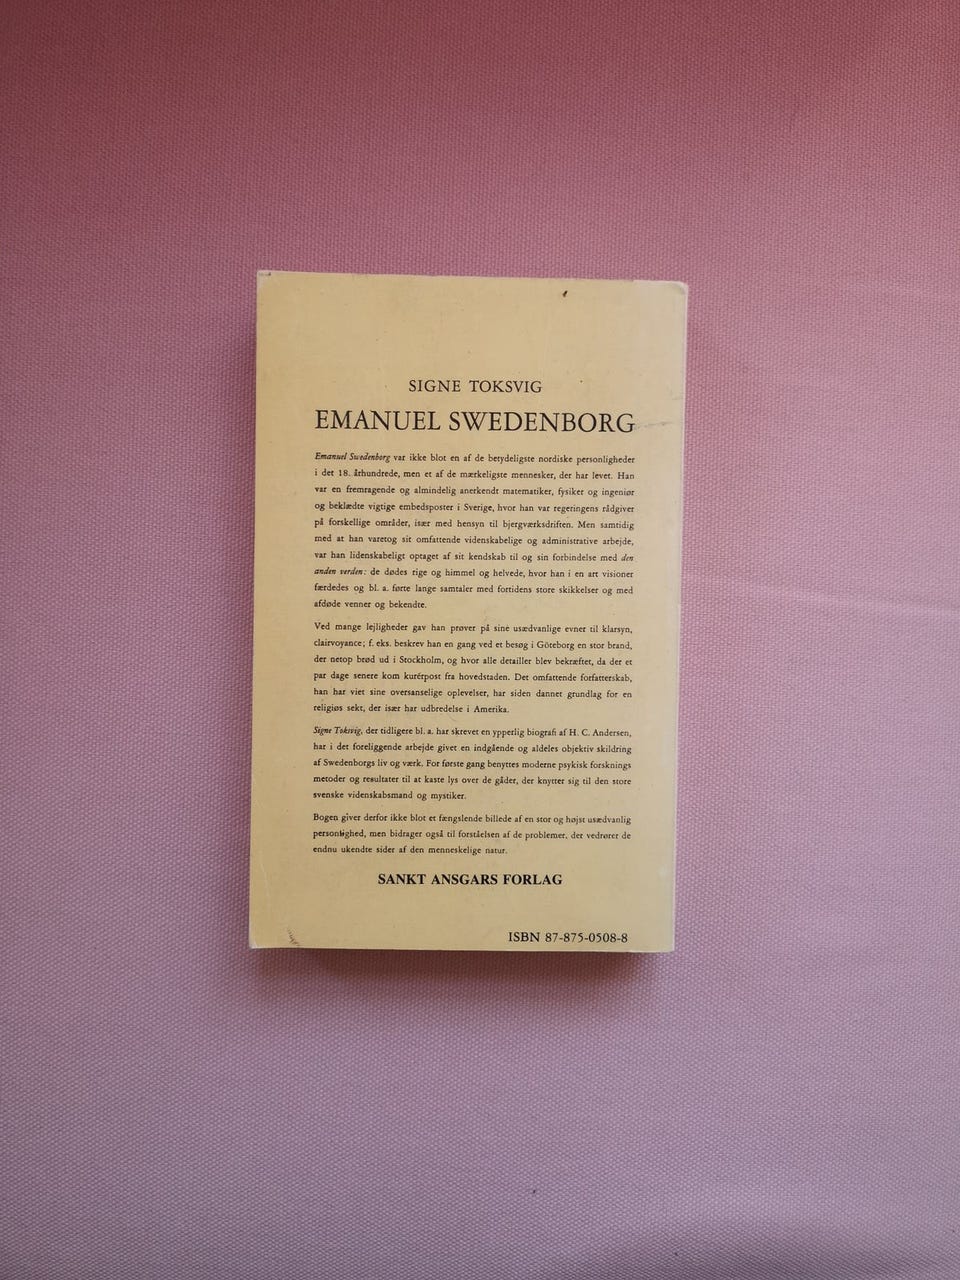 SIGNE TOKSVIG
EMANUEL SWEDENBORG
Emanuel Swedenborg var ikke blot en af de betydeligste nordiske personligheder
i det 18. århundrede, men et af de mærkeligste mennesker, der har levet. Han
var en fremragende og almindelig anerkendt matematiker, fysiker og ingeniør
og beklædte vigtige embedsposter i Sverige, hvor han var regeringens rådgiver
på forskellige områder, især med hensyn til bjergværksdriften. Men samtidig
med at han varetog sit omfattende videnskabelige og administrative arbejde,
var han lidenskabeligt optaget af sit kendskab til og sin forbindelse med den
anden verden: de dødes rige og himmel og helvede, hvor han i en art visioner
færdedes og bl. a. førte lange samtaler med fortidens store skikkelser og med
afdøde venner og bekendte.
Ved mange lejligheder gav han prøver på sine usædvanlige evner til klarsyn,
clairvoyance; f. eks. beskrev han en gang ved et besøg i Göteborg en stor brand,
der netop brød ud i Stockholm, og hvor alle detailler blev bekræftet, da der et
par dage senere kom kurérpost fra hovedstaden. Det omfattende forfatterskab,
han har viet sine oversanselige oplevelser, har siden dannet grundlag for en
religiøs sekt, der især har udbredelse i Amerika.
Signe Toksvig, der tidligere bl. a. har skrevet en ypperlig biografi af H. C. Andersen,
har i det foreliggende arbejde givet en indgående og aldeles objektiv skildring
af Swedenborgs liv og værk. For første gang benyttes moderne psykisk forsknings
metoder og resultater til at kaste lys over de gåder, der knytter sig til den store
svenske videnskabsmand og mystiker.
Bogen giver derfor ikke blot et fængslende billede af en stor og højst usædvanlig
personlighed, men bidrager også til forståelsen af de problemer, der vedrører de
endnu ukendte sider af den menneskelige natur.
SANKT ANSGARS FORLAG
ISBN 87-875-0508-8